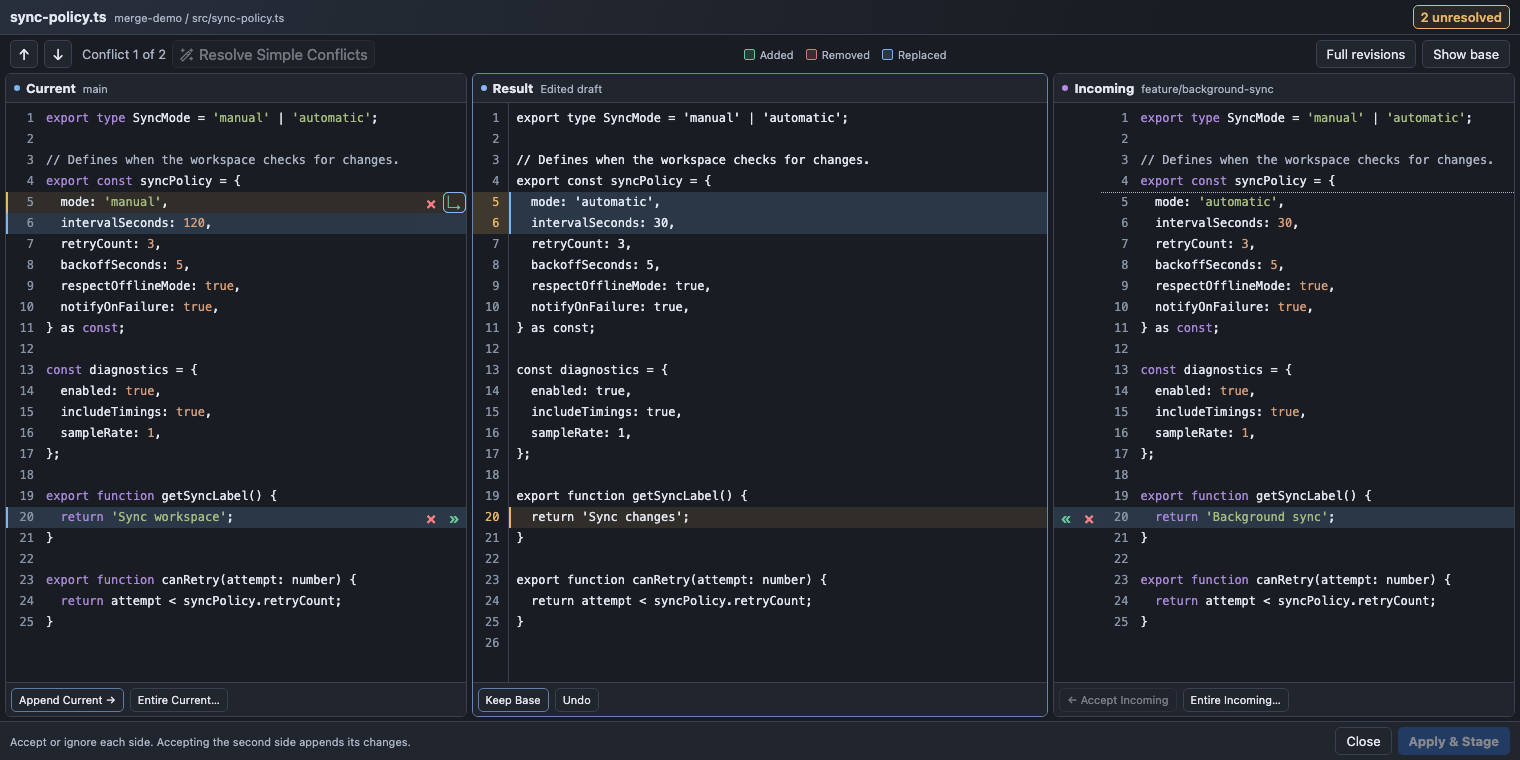 sync-policy.ts merge-demo / src/sync-policy.ts
2 unresolved
↑ ↓ Conflict 1 of 2 Resolve Simple Conflicts
Added Removed Replaced
Full revisions Show base
Current main
1 export type SyncMode = 'manual' | 'automatic';
2
3 // Defines when the workspace checks for changes.
4 export const syncPolicy = {
5   mode: 'manual',
6   intervalSeconds: 120,
7   retryCount: 3,
8   backoffSeconds: 5,
9   respectOfflineMode: true,
10   notifyOnFailure: true,
11 } as const;
12
13 const diagnostics = {
14   enabled: true,
15   includeTimings: true,
16   sampleRate: 1,
17 };
18
19 export function getSyncLabel() {
20   return 'Sync workspace'; × »
21 }
22
23 export function canRetry(attempt: number) {
24   return attempt < syncPolicy.retryCount;
25 }
Append Current → Entire Current...
Result Edited draft
1 export type SyncMode = 'manual' | 'automatic';
2
3 // Defines when the workspace checks for changes.
4 export const syncPolicy = {
5   mode: 'automatic',
6   intervalSeconds: 30,
7   retryCount: 3,
8   backoffSeconds: 5,
9   respectOfflineMode: true,
10   notifyOnFailure: true,
11 } as const;
12
13 const diagnostics = {
14   enabled: true,
15   includeTimings: true,
16   sampleRate: 1,
17 };
18
19 export function getSyncLabel() {
20   return 'Sync changes';
21 }
22
23 export function canRetry(attempt: number) {
24   return attempt < syncPolicy.retryCount;
25 }
26
Keep Base Undo
Incoming feature/background-sync
1 export type SyncMode = 'manual' | 'automatic';
2
3 // Defines when the workspace checks for changes.
4 export const syncPolicy = {
5   mode: 'automatic',
6   intervalSeconds: 30,
7   retryCount: 3,
8   backoffSeconds: 5,
9   respectOfflineMode: true,
10   notifyOnFailure: true,
11 } as const;
12
13 const diagnostics = {
14   enabled: true,
15   includeTimings: true,
16   sampleRate: 1,
17 };
18
19 export function getSyncLabel() {
« × 20   return 'Background sync';
21 }
22
23 export function canRetry(attempt: number) {
24   return attempt < syncPolicy.retryCount;
25 }
← Accept Incoming Entire Incoming...
Accept or ignore each side. Accepting the second side appends its changes.
Close Apply & Stage